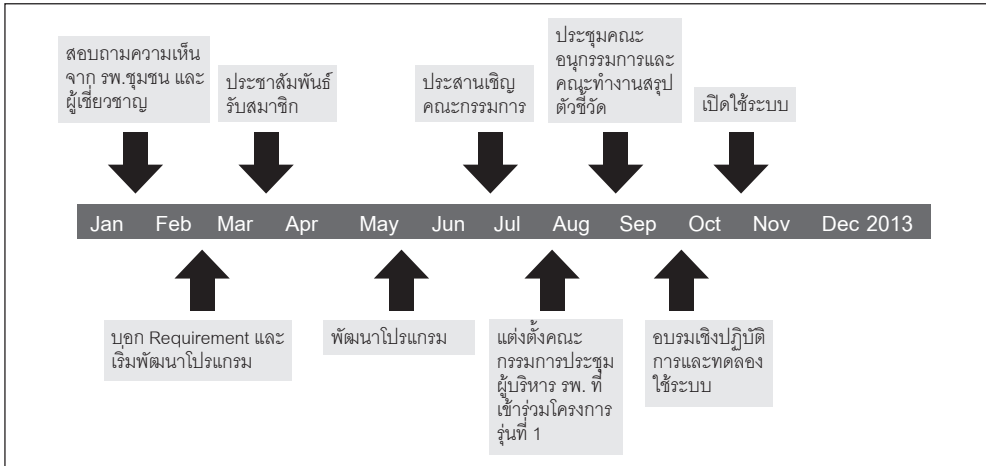 สอบถามความเห็น
จาก รพ.ชุมชน และ
ผู้เชี่ยวชาญ
ประชาสัมพันธ์
รับสมาชิก
ประสานเชิญ
คณะกรรมการ
ประชุมคณะ
อนุกรรมการและ
คณะทำงานสรุป
ตัวชี้วัด
เปิดใช้ระบบ
Jan Feb Mar Apr May Jun Jul Aug Sep Oct Nov Dec 2013
บอก Requirement และ
เริ่มพัฒนาโปรแกรม
พัฒนาโปรแกรม
แต่งตั้งคณะ
กรรมการประชุม
ผู้บริหาร รพ. ที่
เข้าร่วมโครงการ
รุ่นที่ 1
อบรมเชิงปฏิบัติ
การและทดลอง
ใช้ระบบ